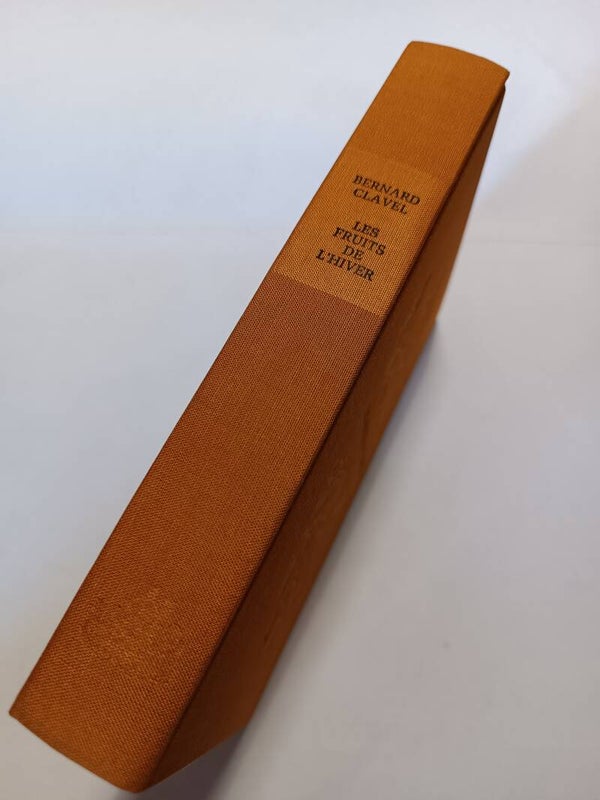 BERNARD
CLAVEL
LES
FRUITS
DE
L'HIVER